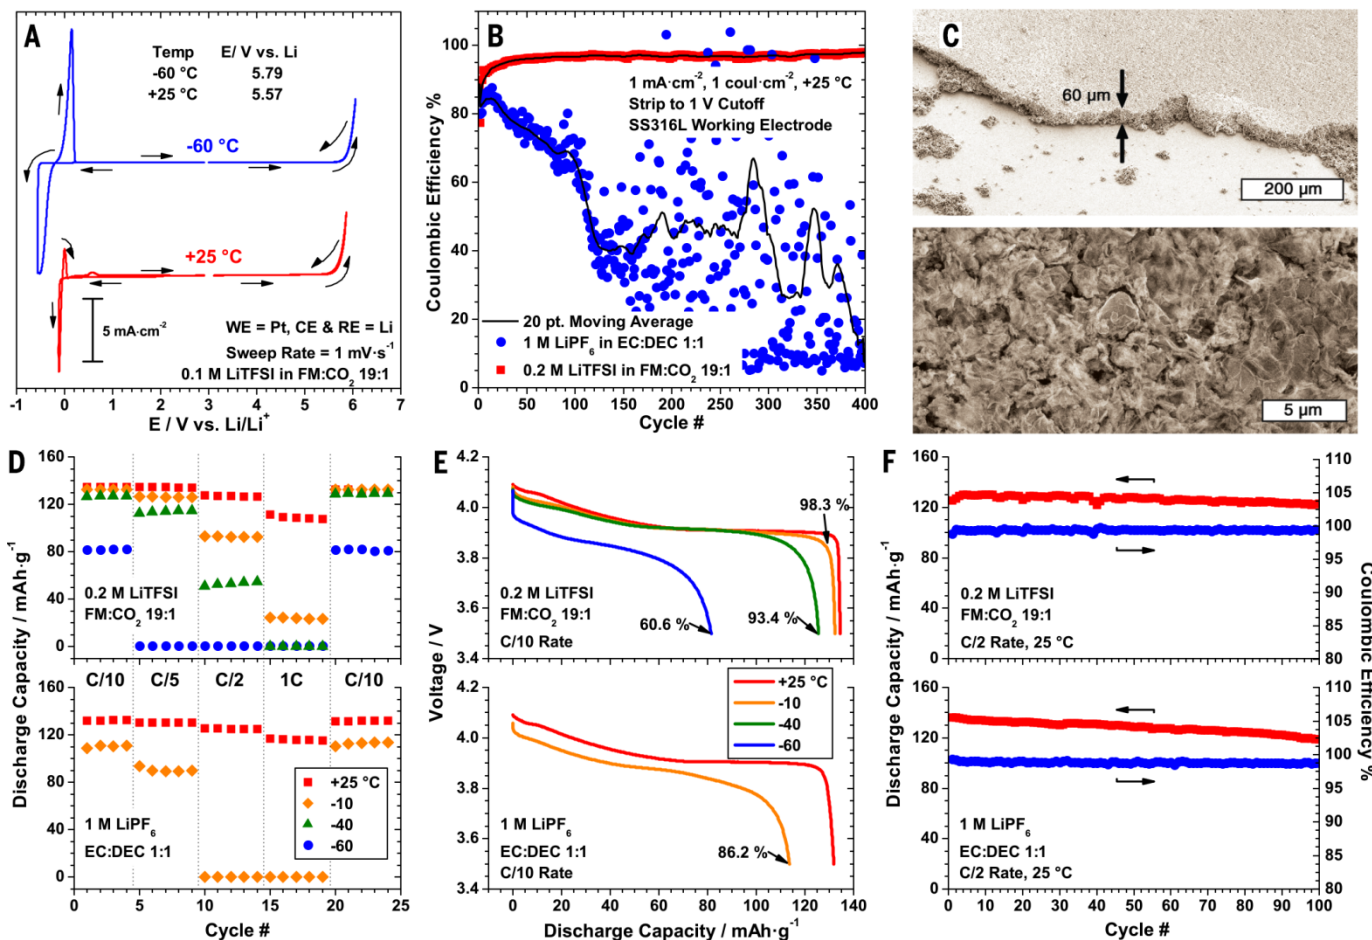 A
Temp E/ V vs. Li
-60 °C 5.79
+25 °C 5.57
-60 °C
+25 °C
5 mA·cm⁻²
WE = Pt, CE & RE = Li
Sweep Rate = 1 mV·s⁻¹
0.1 M LiTFSI in FM:CO₂ 19:1
-1 0 1 2 3 4 5 6 7
E / V vs. Li/Li⁺
B
Coulombic Efficiency %
100
80
60
40
20
0
1 mA·cm⁻², 1 coul·cm⁻², +25 °C
Strip to 1 V Cutoff
SS316L Working Electrode
20 pt. Moving Average
1 M LiPF₆ in EC:DEC 1:1
0.2 M LiTFSI in FM:CO₂ 19:1
0 50 100 150 200 250 300 350 400
Cycle #
C
60 µm
200 µm
5 µm
D
Discharge Capacity / mAh·g⁻¹
160
120
80
40
0
0.2 M LiTFSI
FM:CO₂ 19:1
C/10 C/5 C/2 1C C/10
160
120
80
40
0
+25 °C
-10
-40
-60
1 M LiPF₆
EC:DEC 1:1
0 5 10 15 20 25
Cycle #
E
Voltage / V
4.2
4.0
3.8
3.6
3.4
98.3 %
60.6 %
93.4 %
0.2 M LiTFSI
FM:CO₂ 19:1
C/10 Rate
4.2
4.0
3.8
3.6
3.4
+25 °C
-10
-40
-60
86.2 %
1 M LiPF₆
EC:DEC 1:1
C/10 Rate
0 20 40 60 80 100 120 140
Discharge Capacity / mAh·g⁻¹
F
Discharge Capacity / mAh·g⁻¹
160
120
80
40
0
110
105
100
95
90
85
80
0.2 M LiTFSI
FM:CO₂ 19:1
C/2 Rate, 25 °C
Coulombic Efficiency %
160
120
80
40
0
110
105
100
95
90
85
80
1 M LiPF₆
EC:DEC 1:1
C/2 Rate, 25 °C
0 10 20 30 40 50 60 70 80 90 100
Cycle #